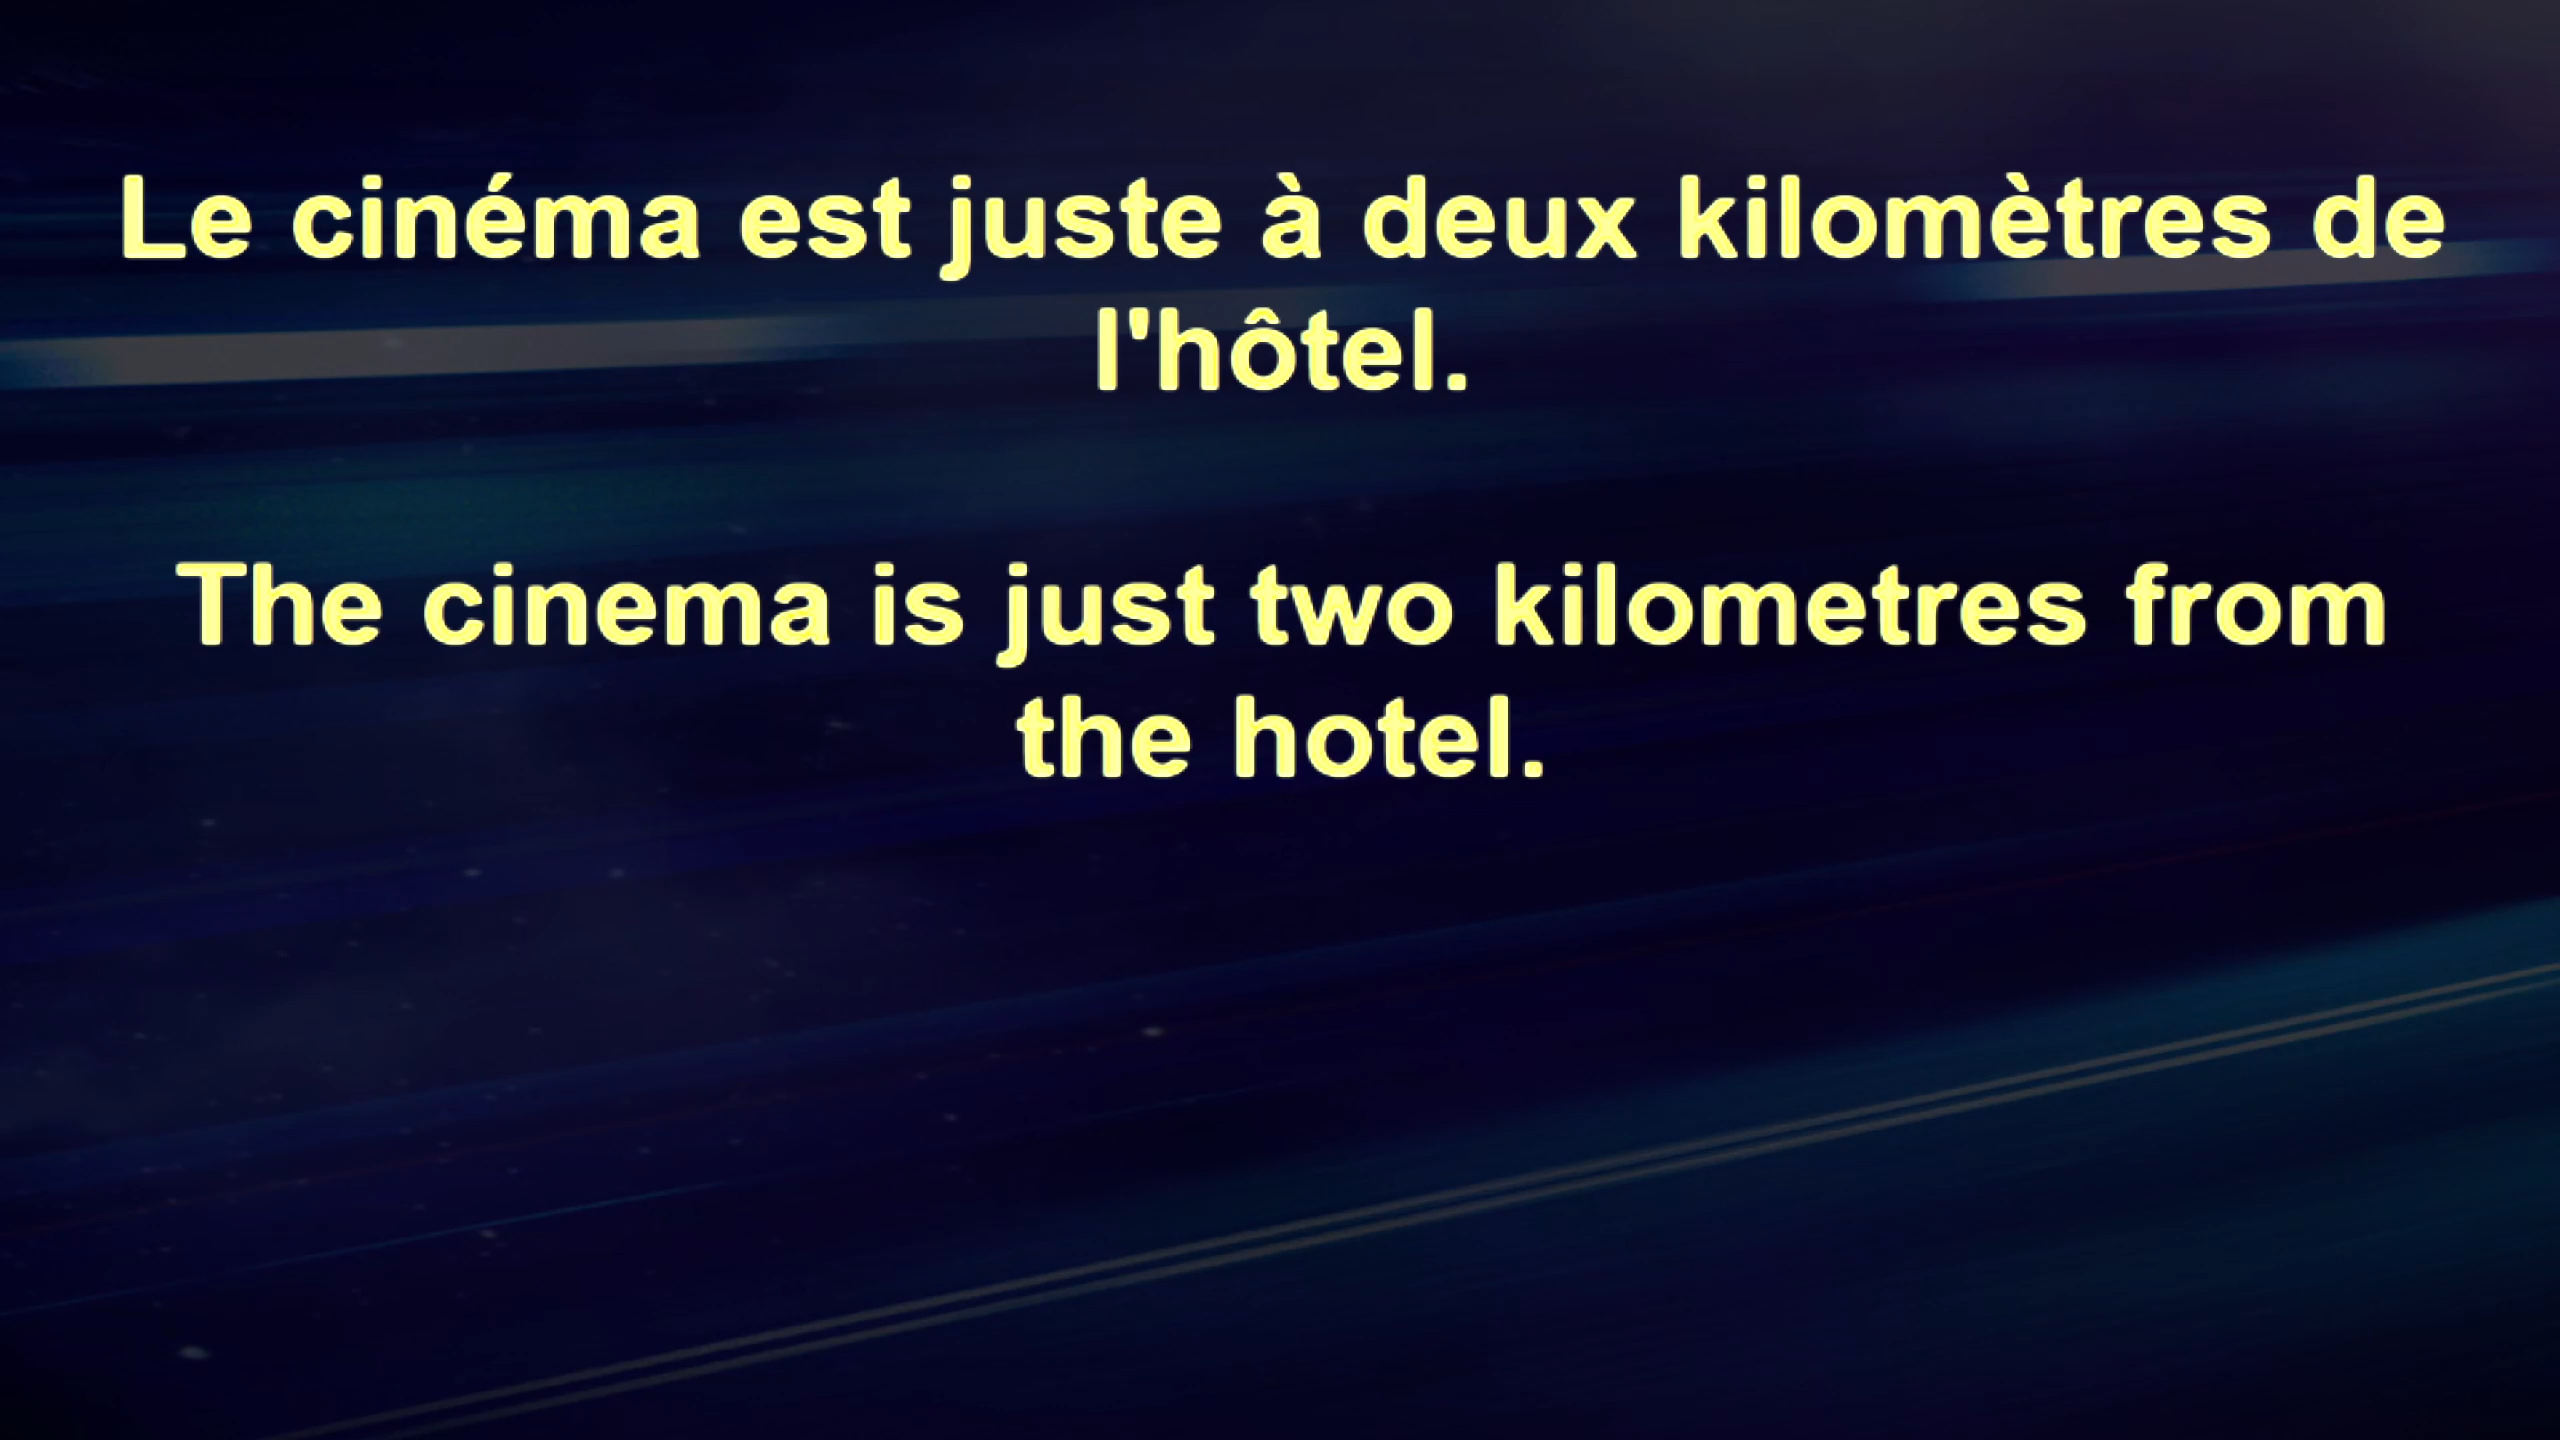 Le cinéma est juste à deux kilomètres de
l'hôtel.
The cinema is just two kilometres from
the hotel.